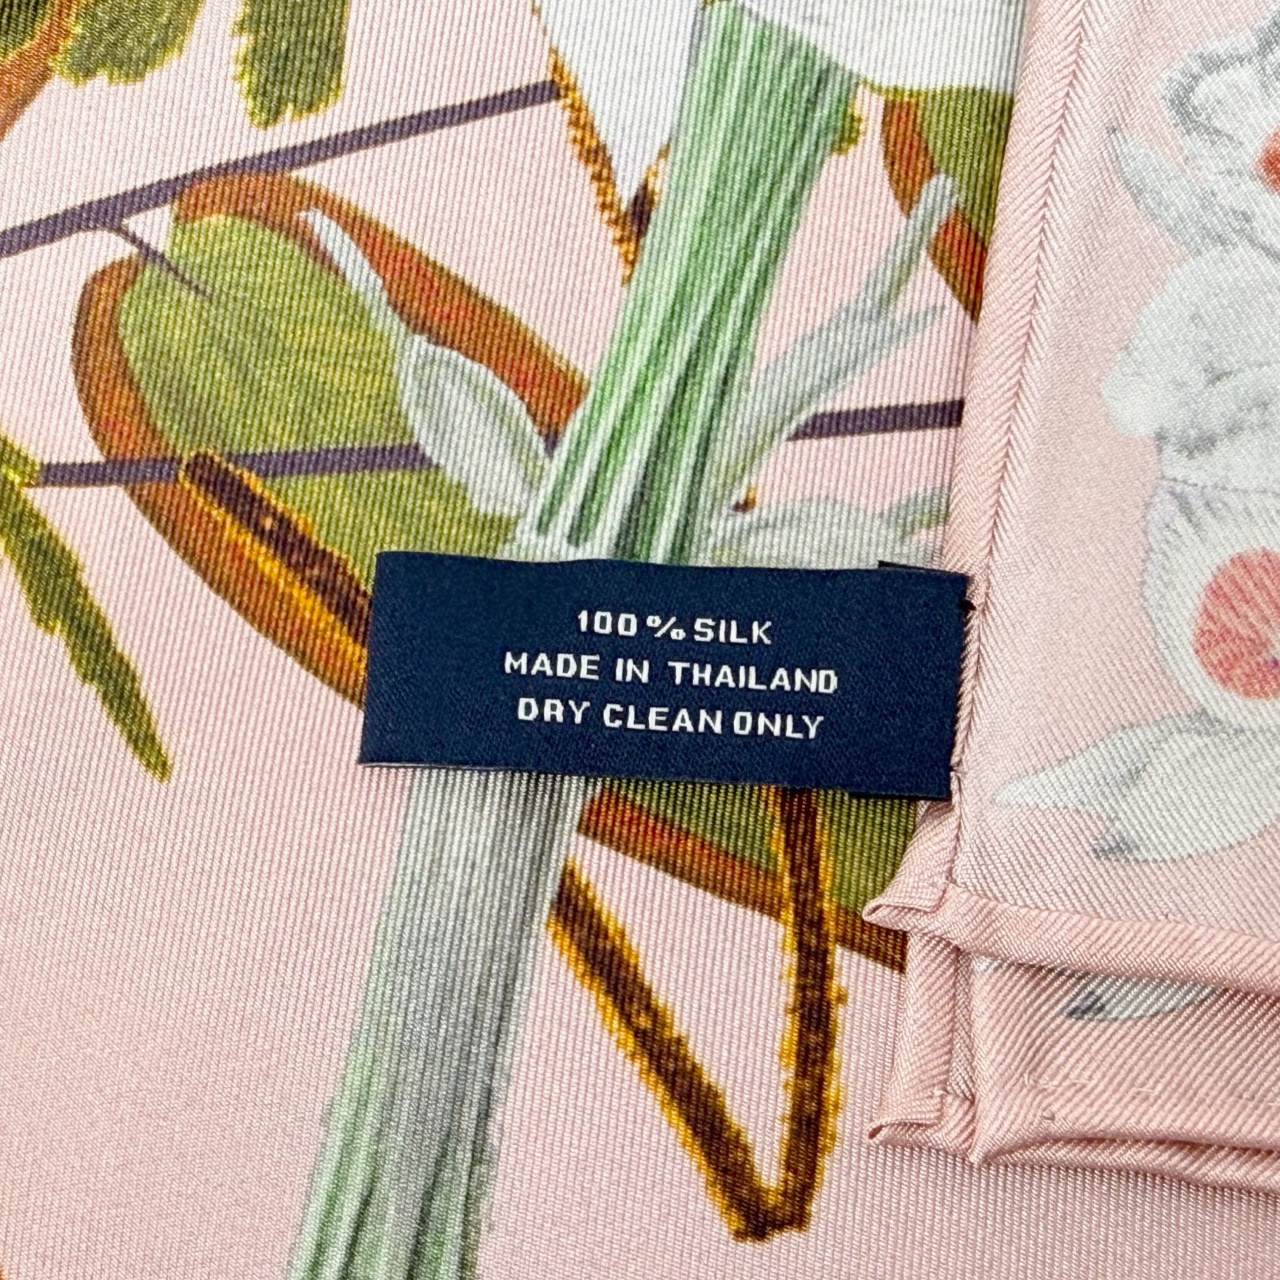 100% SILK
MADE IN THAILAND
DRY CLEAN ONLY